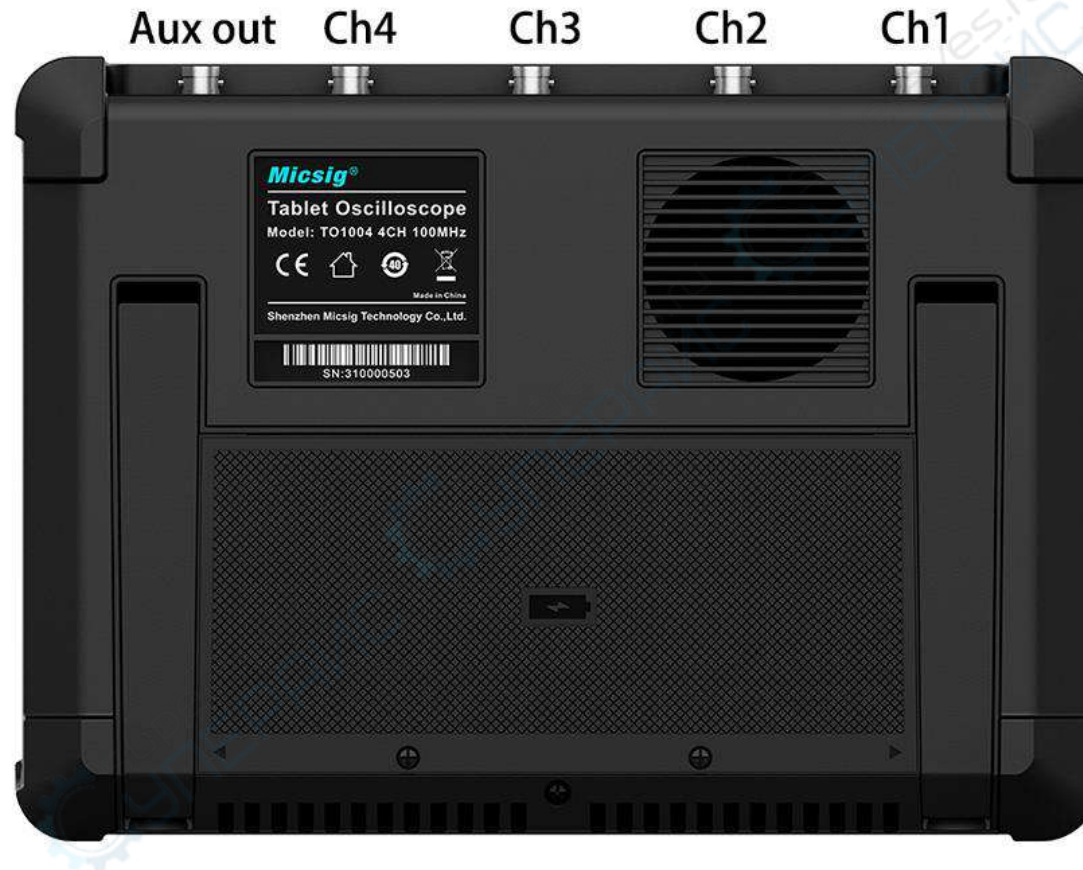 Aux out Ch4 Ch3 Ch2 Ch1
Micsig®
Tablet Oscilloscope
Model: TO1004 4CH 100MHz
CE 40
Made in China
Shenzhen Micsig Technology Co.,Ltd.
SN:310000503